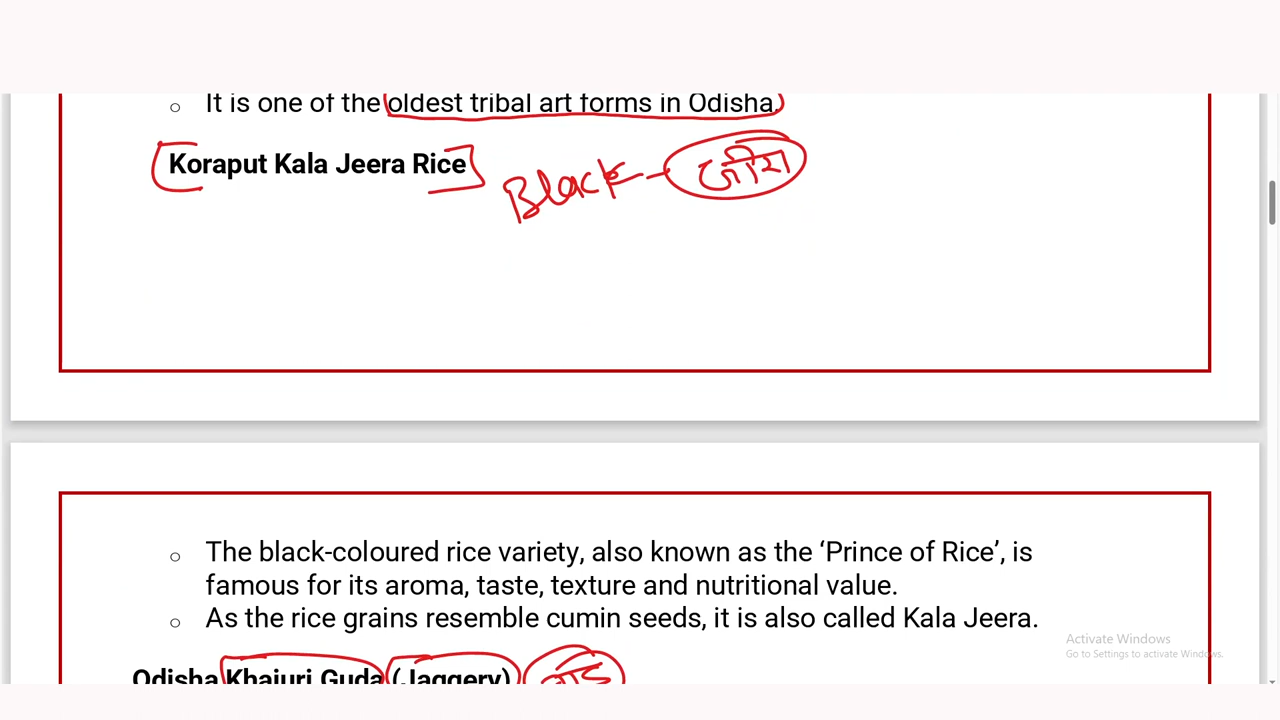 o It is one of the oldest tribal art forms in Odisha.
Koraput Kala Jeera Rice
Black - जीरा
o The black-coloured rice variety, also known as the ‘Prince of Rice’, is
famous for its aroma, taste, texture and nutritional value.
o As the rice grains resemble cumin seeds, it is also called Kala Jeera.
Activate Windows
Go to Settings to activate Windows.
Odisha Khajuri Guda (Jaggery)